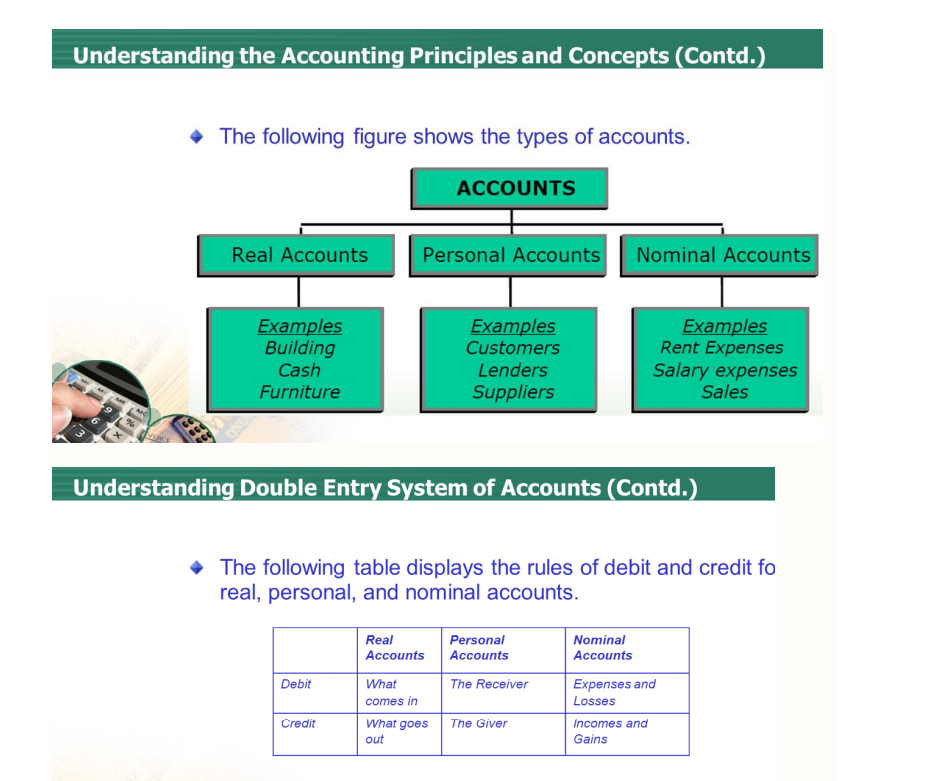 Understanding the Accounting Principles and Concepts (Contd.)
The following figure shows the types of accounts.
ACCOUNTS
Real Accounts
Personal Accounts
Nominal Accounts
Examples
Building
Cash
Furniture
Examples
Customers
Lenders
Suppliers
Examples
Rent Expenses
Salary expenses
Sales
Understanding Double Entry System of Accounts (Contd.)
The following table displays the rules of debit and credit fo
real, personal, and nominal accounts.
Real Accounts
Personal Accounts
Nominal Accounts
Debit
What comes in
The Receiver
Expenses and Losses
Credit
What goes out
The Giver
Incomes and Gains